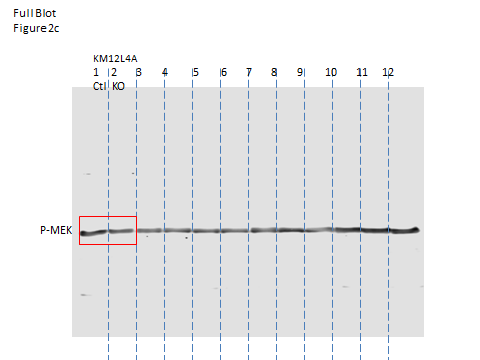 Full Blot
Figure 2c
KM12L4A
1 2 3 4 5 6 7 8 9 10 11 12
Ctl KO
P-MEK